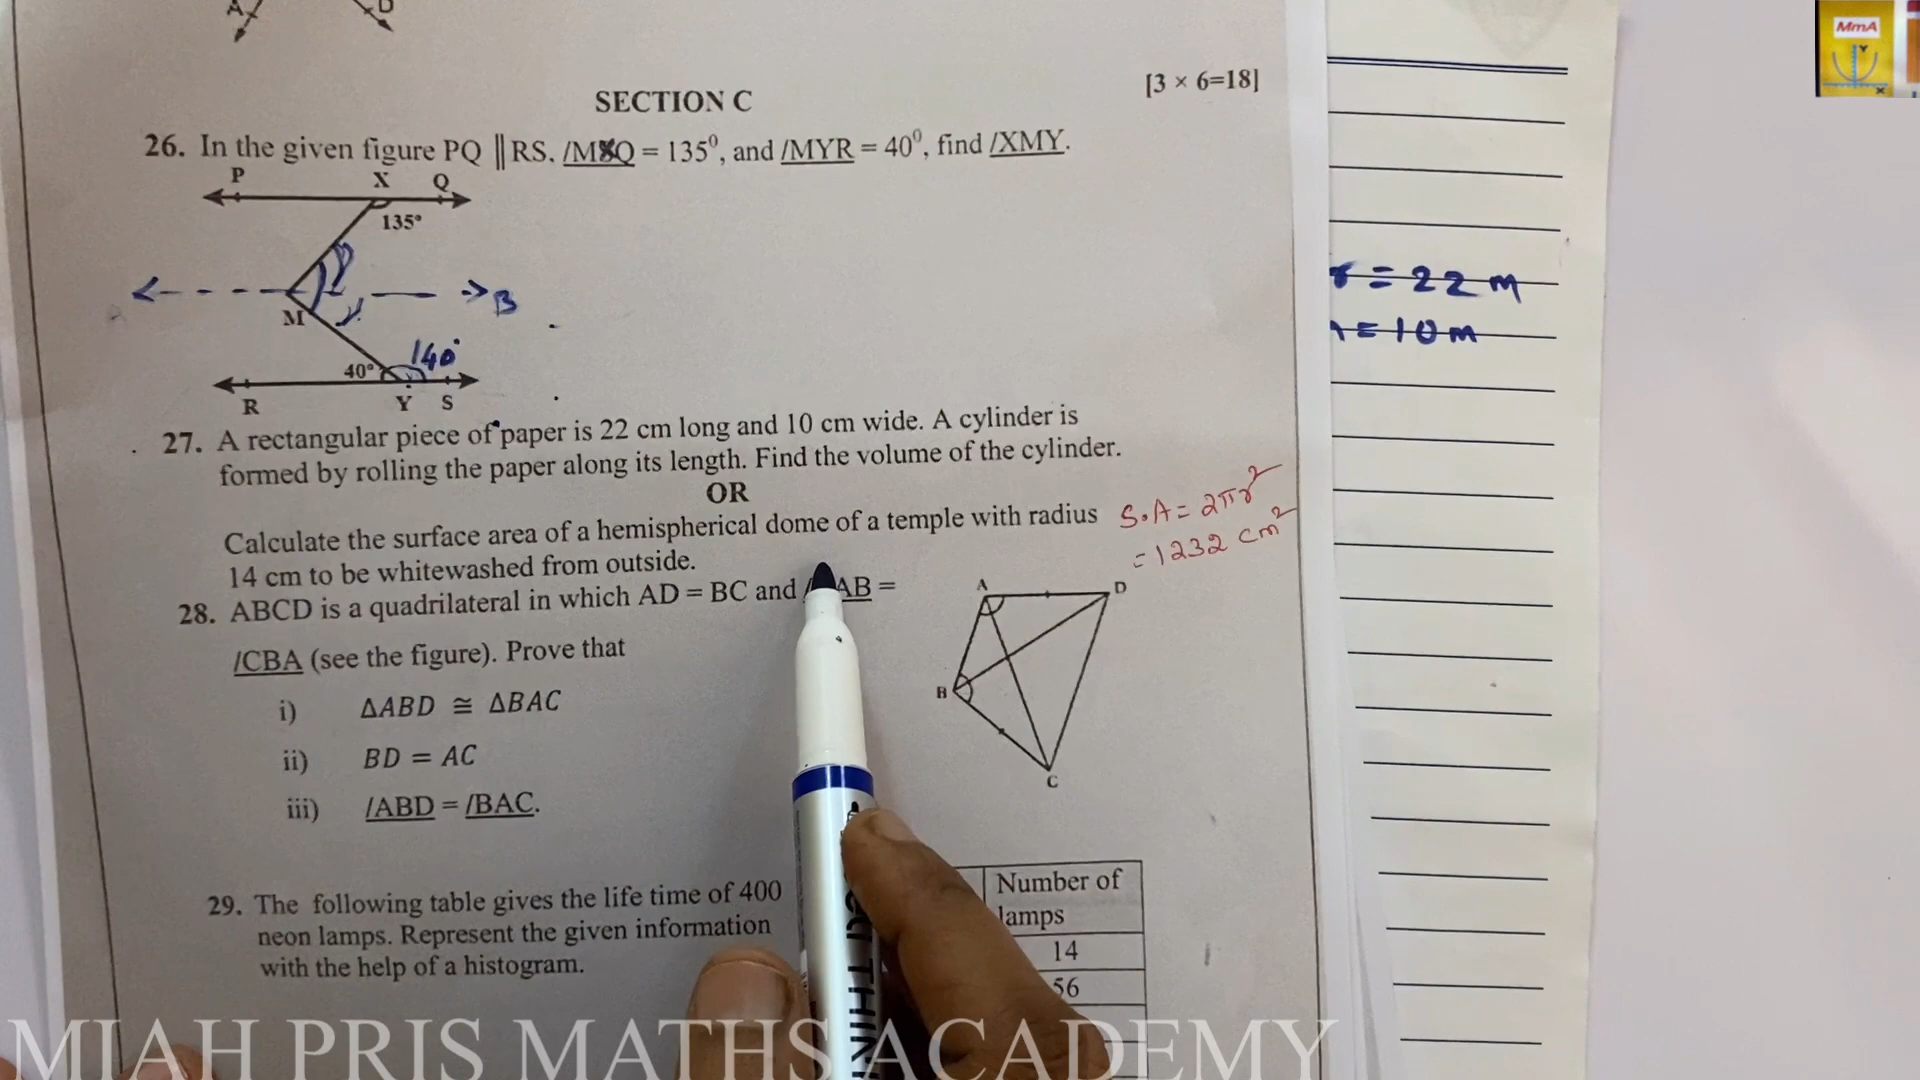 A D
MmA
Y
X
[3 × 6=18]
SECTION C
26. In the given figure PQ || RS. /MXQ = 135⁰, and /MYR = 40⁰, find /XMY.
P X Q
135°
B
M
140°
40°
R Y S
r = 22 m
= 10 m
27. A rectangular piece of paper is 22 cm long and 10 cm wide. A cylinder is
formed by rolling the paper along its length. Find the volume of the cylinder.
OR
Calculate the surface area of a hemispherical dome of a temple with radius
14 cm to be whitewashed from outside.
S.A = 2πr²
= 1232 cm²
28. ABCD is a quadrilateral in which AD = BC and AB =
/CBA (see the figure). Prove that
i) ΔABD ≅ ΔBAC
ii) BD = AC
iii) /ABD = /BAC.
A D
B
C
29. The following table gives the life time of 400
neon lamps. Represent the given information
with the help of a histogram.
Number of
lamps
14
56
MIAH PRIS MATHS ACADEMY